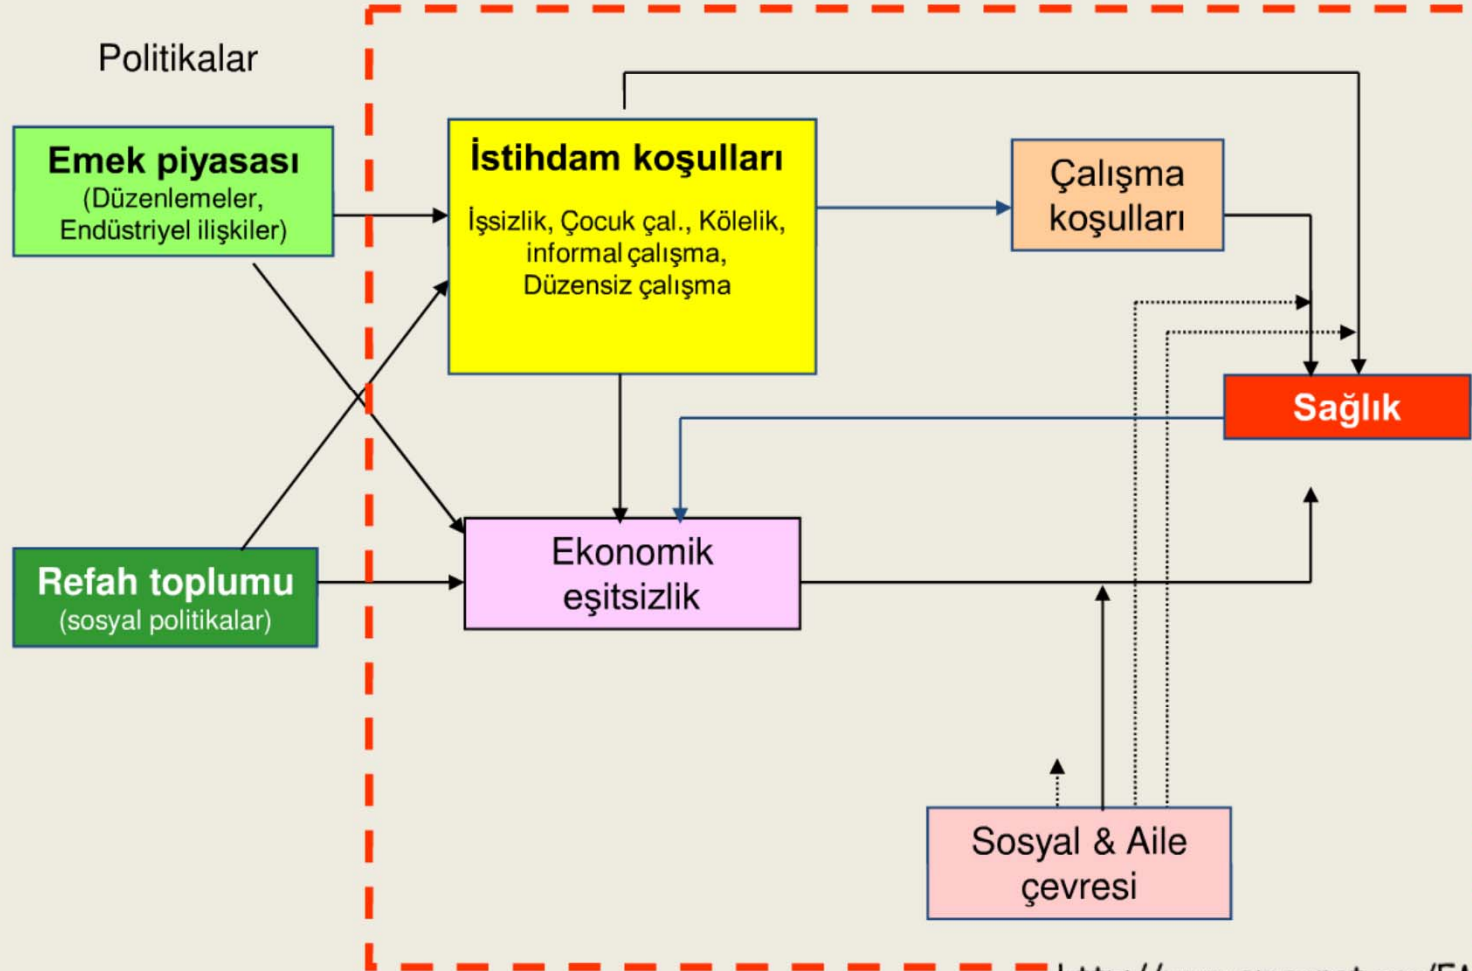 Politikalar
Emek piyasası
(Düzenlemeler,
Endüstriyel ilişkiler)
İstihdam koşulları
İşsizlik, Çocuk çal., Kölelik,
informal çalışma,
Düzensiz çalışma
Çalışma
koşulları
Sağlık
Ekonomik
eşitsizlik
Refah toplumu
(sosyal politikalar)
Sosyal & Aile
çevresi